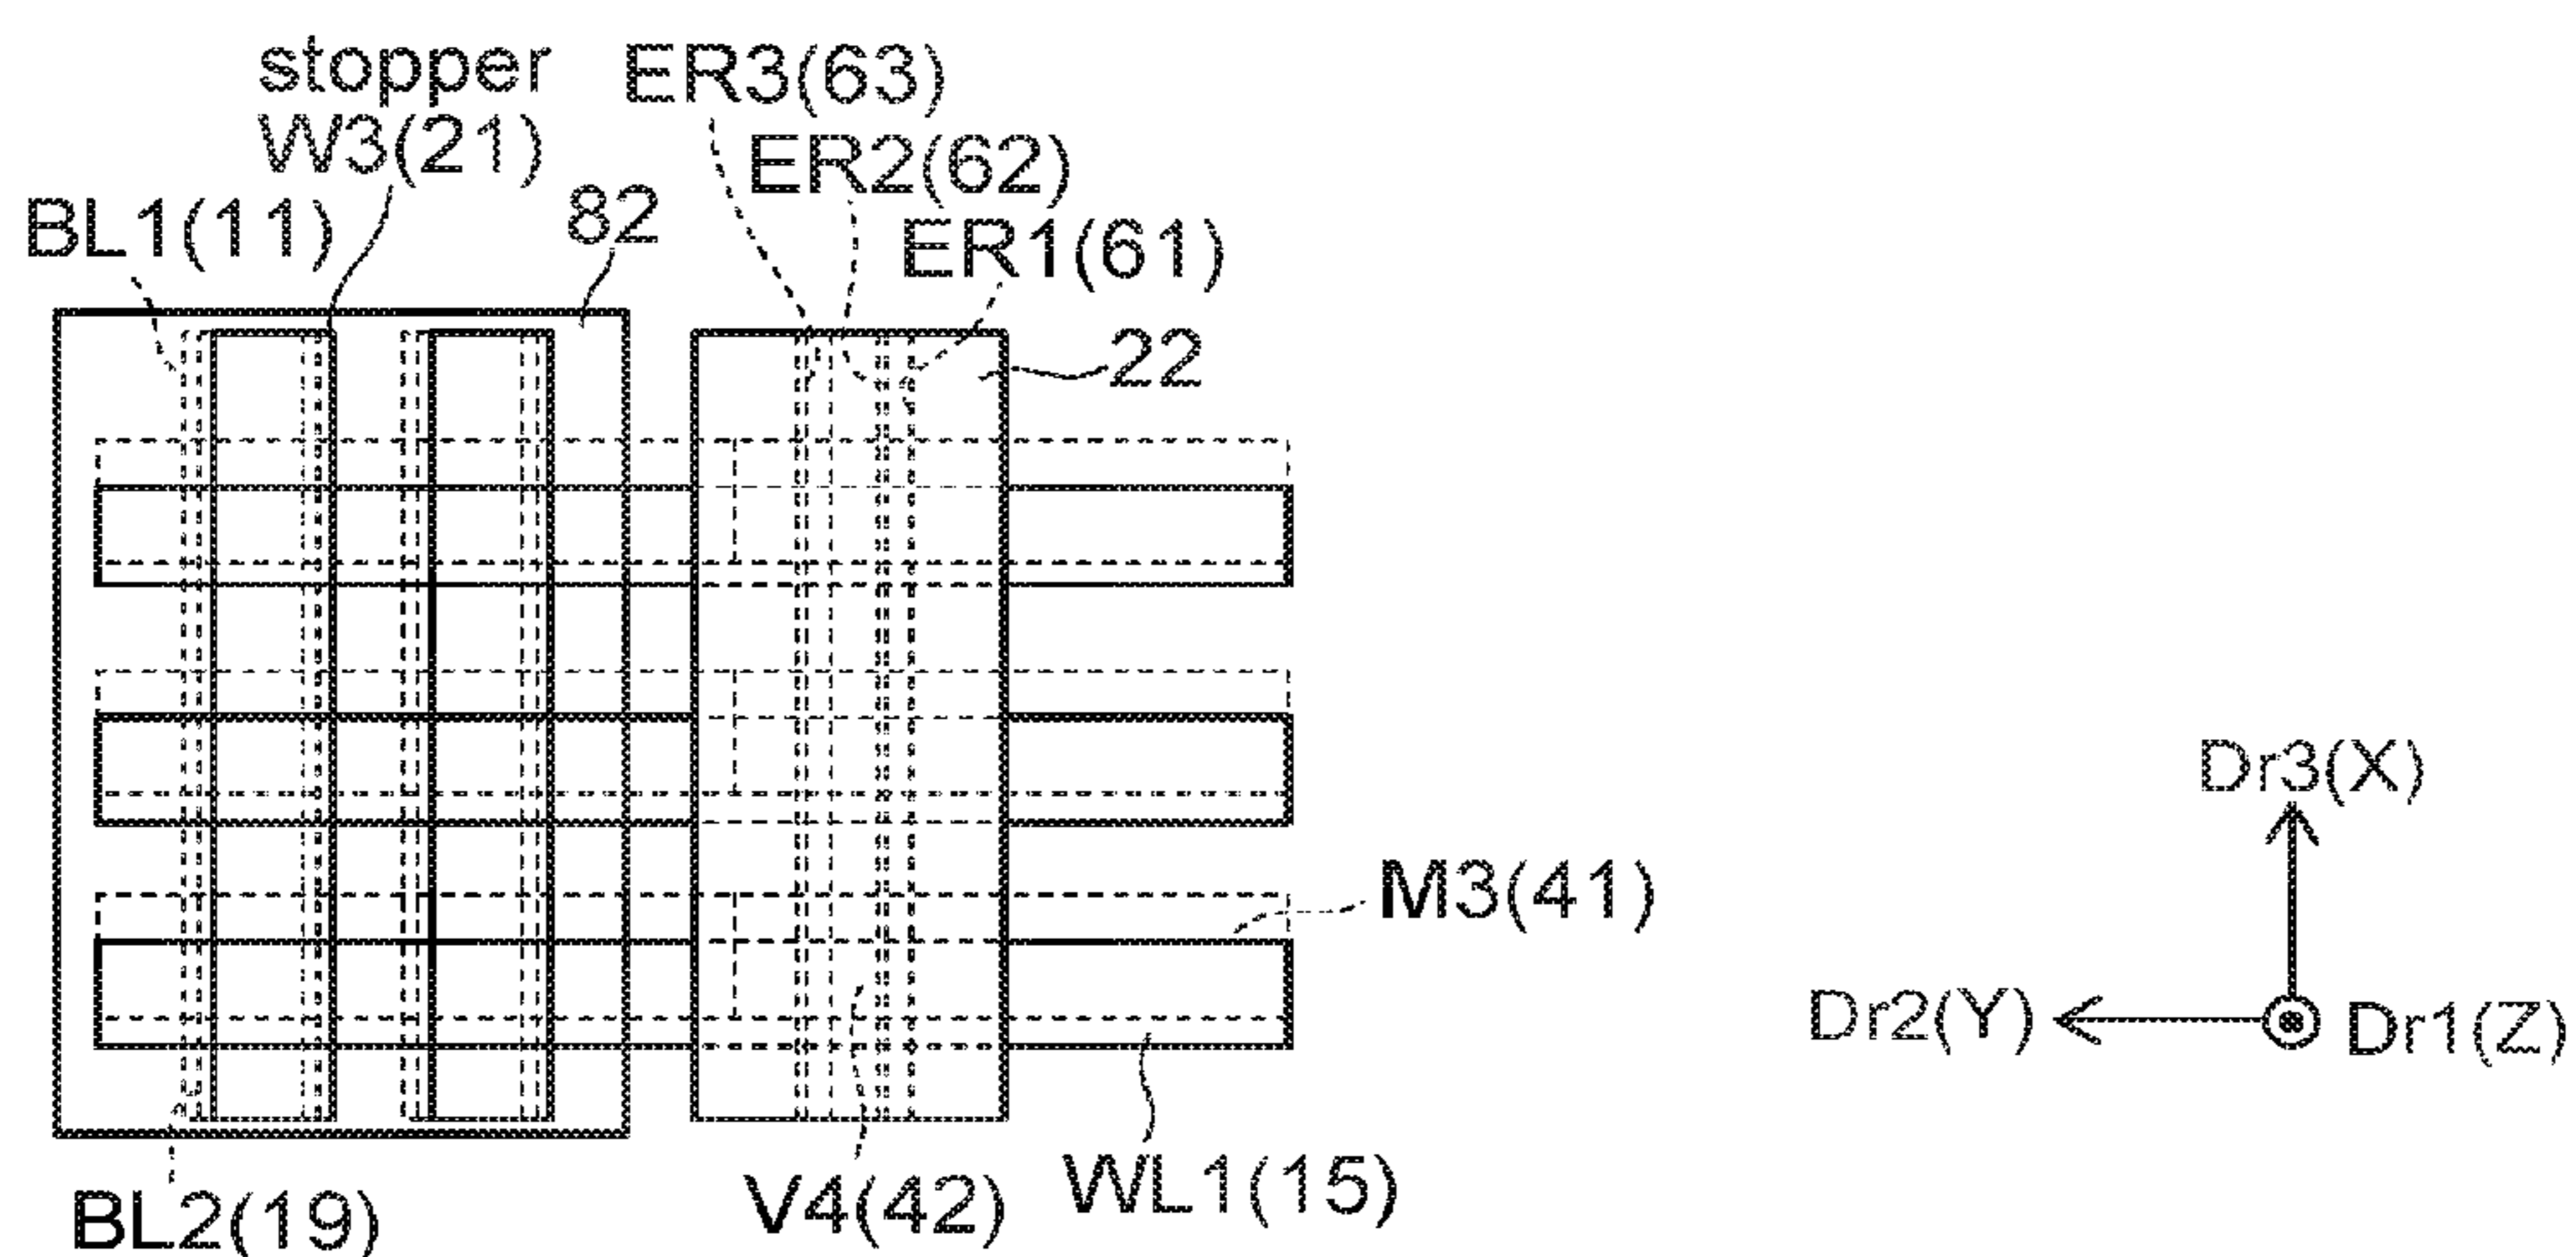 stopper
W3(21)
ER3(63)
ER2(62)
BL1(11)
82
ER1(61)
22
Dr3(X)
M3(41)
Dr2(Y)
Dr1(Z)
V4(42)
WL1(15)
BL2(19)